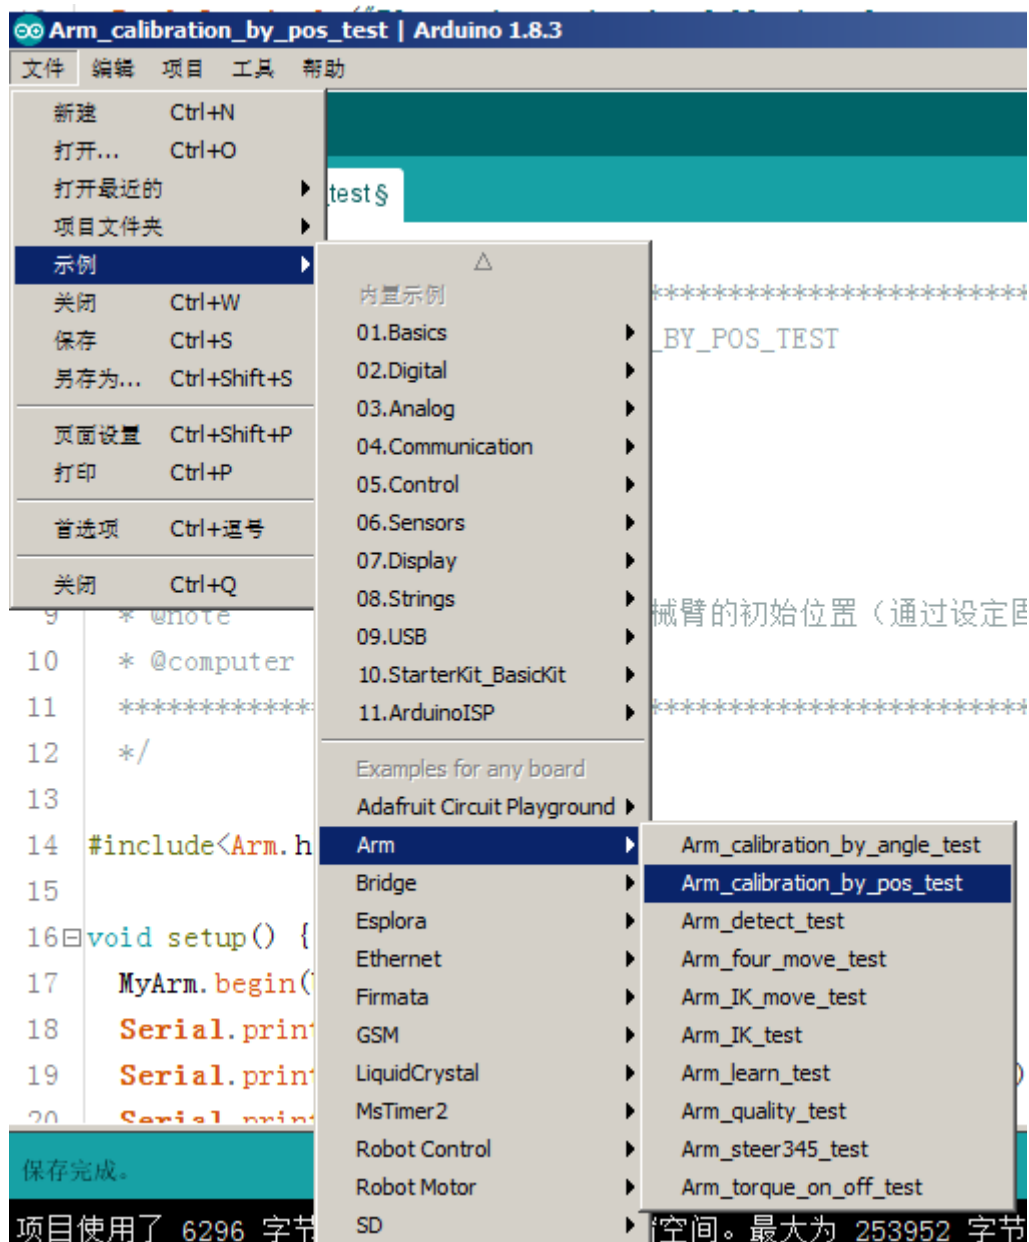 Arm_calibration_by_pos_test | Arduino 1.8.3
文件 编辑 项目 工具 帮助
新建 Ctrl+N
打开... Ctrl+O
打开最近的
项目文件夹
示例
关闭 Ctrl+W
保存 Ctrl+S
另存为... Ctrl+Shift+S
页面设置 Ctrl+Shift+P
打印 Ctrl+P
首选项 Ctrl+逗号
关闭 Ctrl+Q
test §
内置示例
01.Basics
02.Digital
03.Analog
04.Communication
05.Control
06.Sensors
07.Display
08.Strings
09.USB
10.StarterKit_BasicKit
11.ArduinoISP
Examples for any board
Adafruit Circuit Playground
Arm
Bridge
Esplora
Ethernet
Firmata
GSM
LiquidCrystal
MsTimer2
Robot Control
Robot Motor
SD
Arm_calibration_by_angle_test
Arm_calibration_by_pos_test
Arm_detect_test
Arm_four_move_test
Arm_IK_move_test
Arm_IK_test
Arm_learn_test
Arm_quality_test
Arm_steer345_test
Arm_torque_on_off_test
*************************
_BY_POS_TEST
9 * @note 械臂的初始位置（通过设定固
10 * @computer
11 ************* *************************
12 */
13
14 #include<Arm.h
15
16 void setup() {
17 MyArm.begin(
18 Serial.prin
19 Serial.prin )
20 Serial.prin
保存完成。
项目使用了 6296 字节 空间。最大为 253952 字节